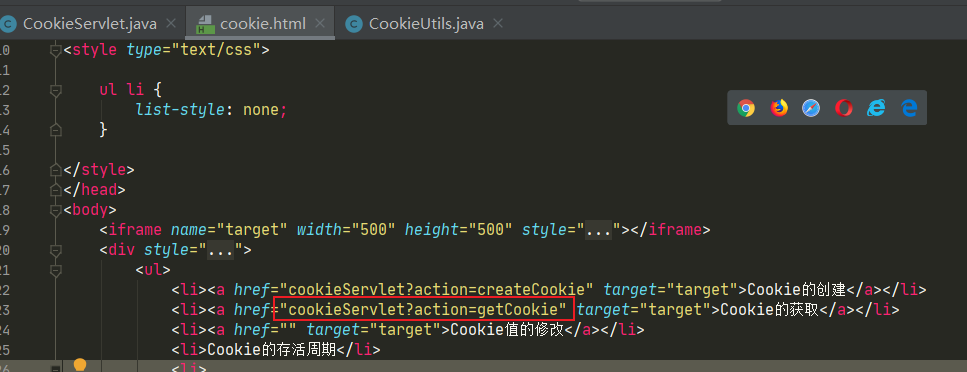 CookieServlet.java cookie.html CookieUtils.java
10 <style type="text/css">
11
12 ul li {
13 list-style: none;
14 }
15
16 </style>
17 </head>
18 <body>
19 <iframe name="target" width="500" height="500" style="..."></iframe>
20 <div style="...">
21 <ul>
22 <li><a href="cookieServlet?action=createCookie" target="target">Cookie的创建</a></li>
23 <li><a href="cookieServlet?action=getCookie" target="target">Cookie的获取</a></li>
24 <li><a href="" target="target">Cookie值的修改</a></li>
25 <li>Cookie的存活周期</li>
26 <li>